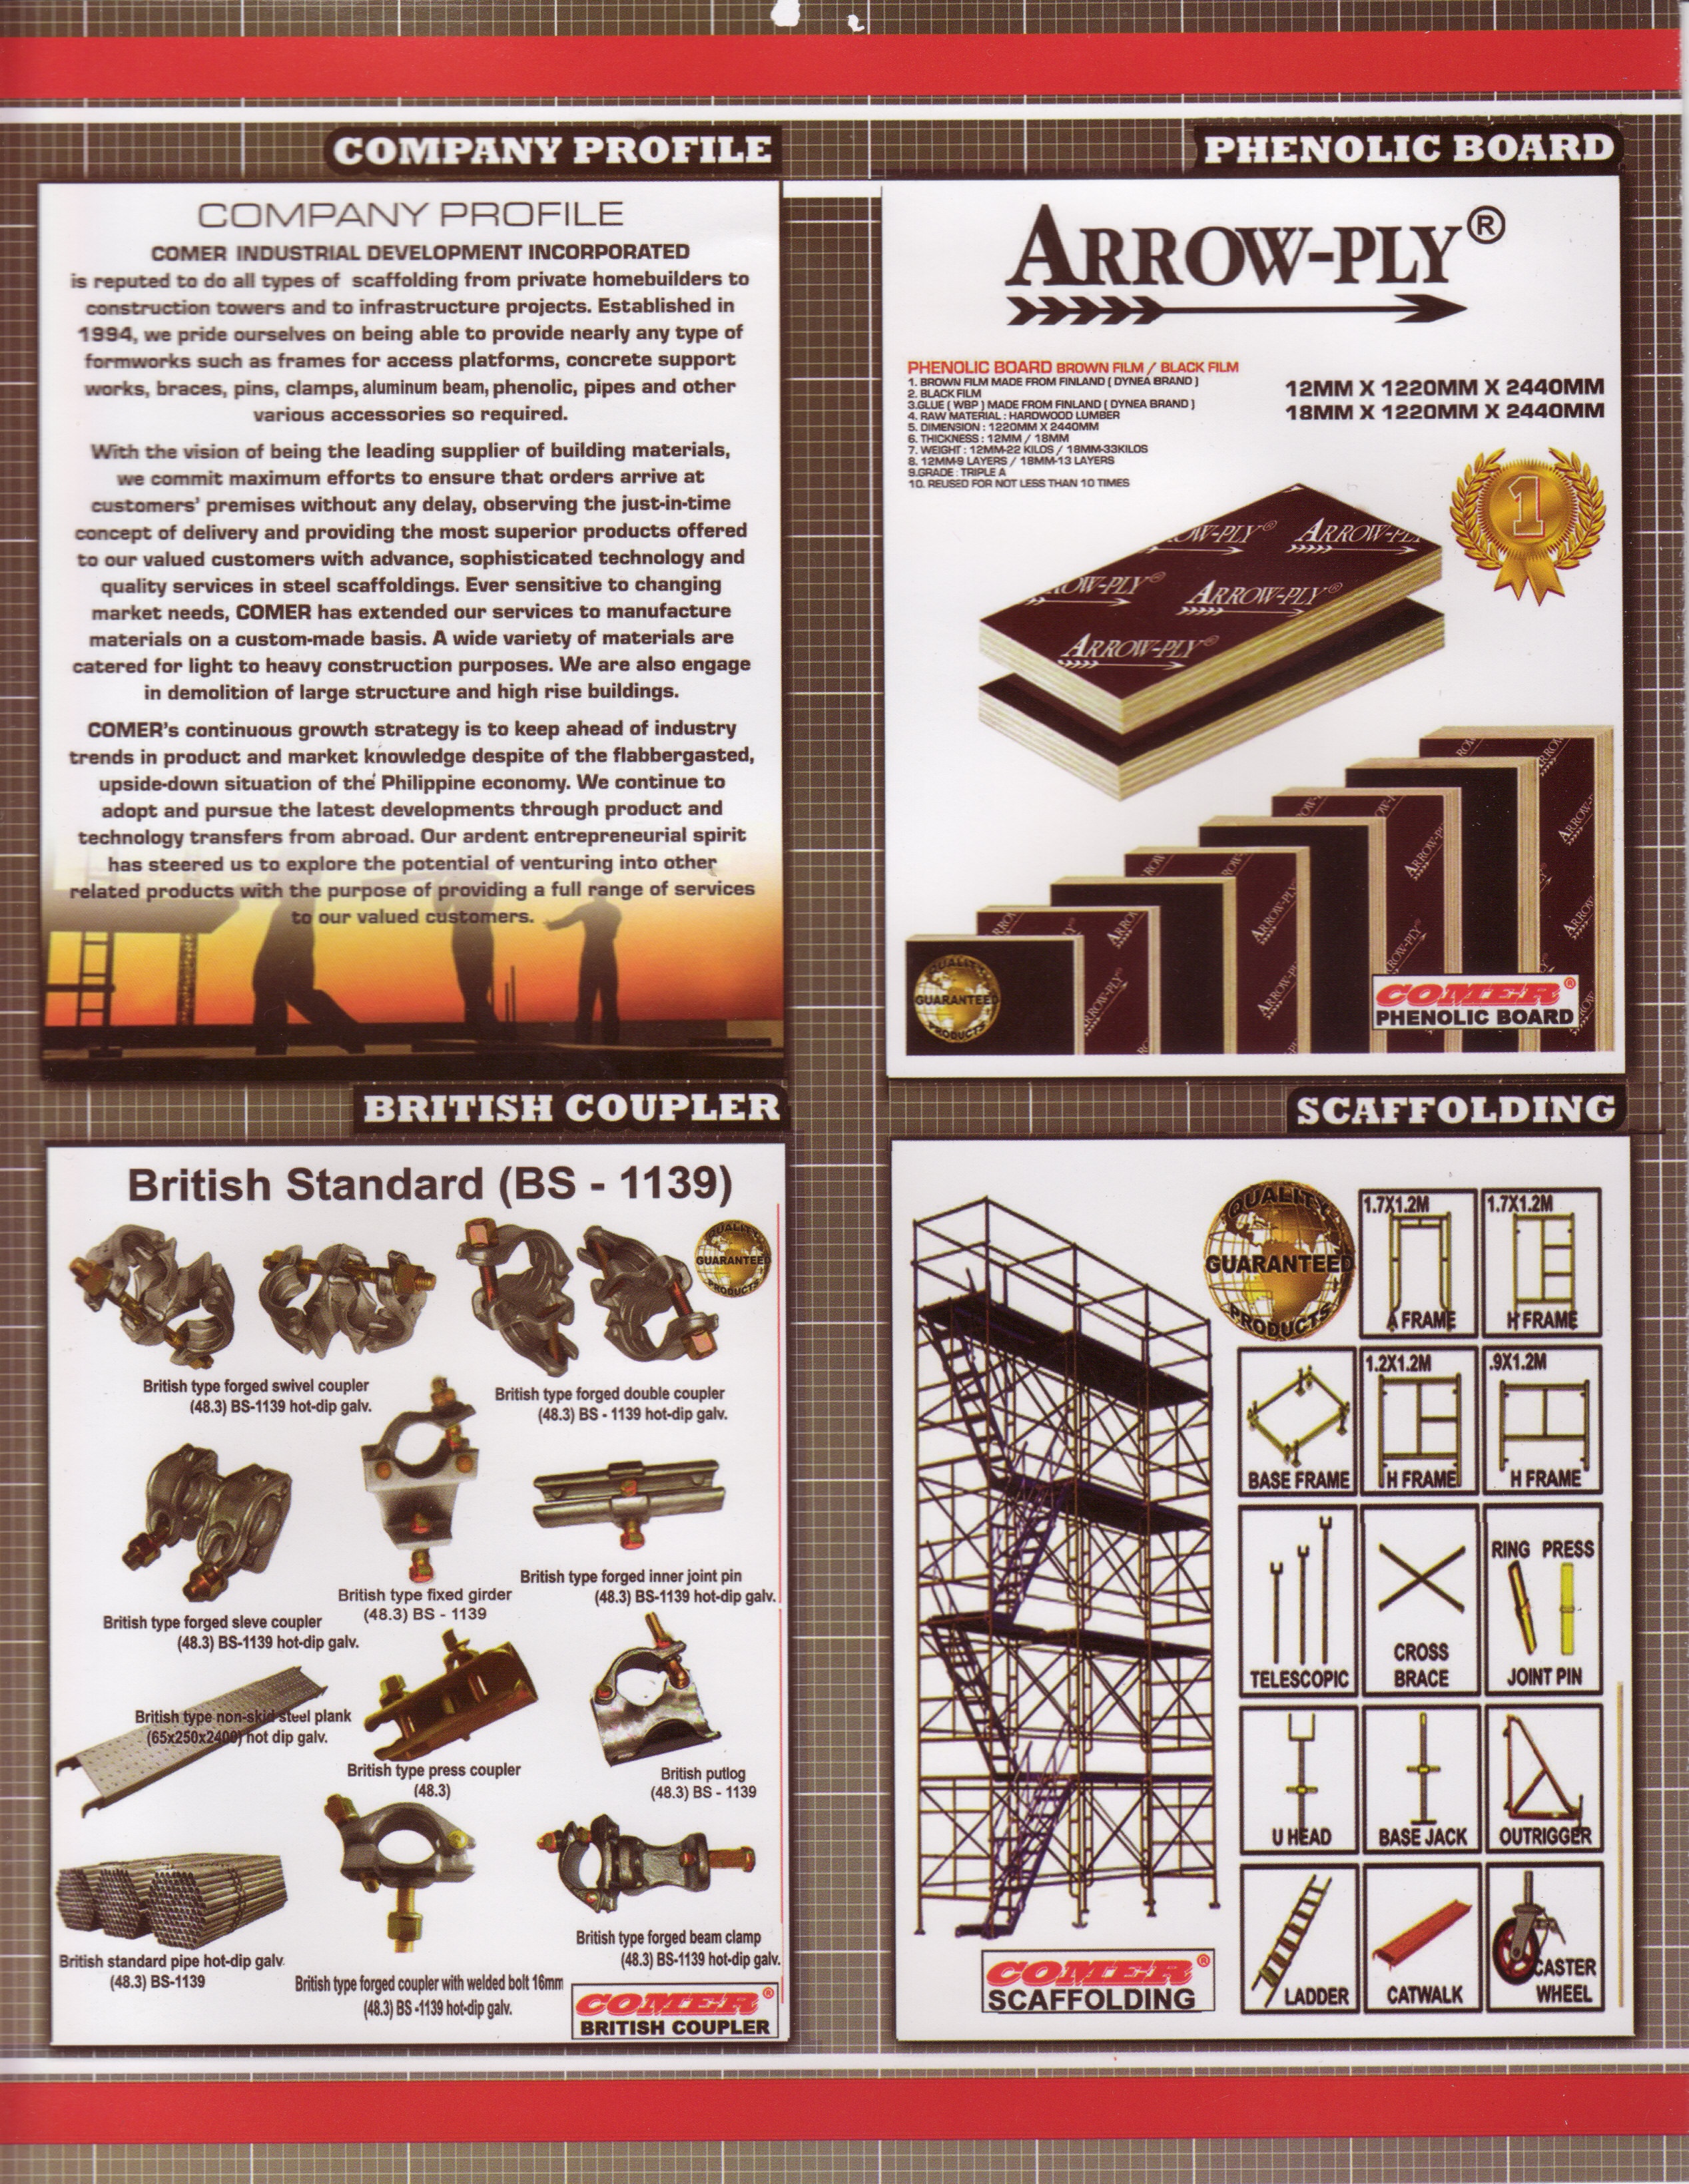 COMPANY PROFILE
COMPANY PROFILE
COMER INDUSTRIAL DEVELOPMENT INCORPORATED
is reputed to do all types of scaffolding from private homebuilders to
construction towers and to infrastructure projects. Established in
1994, we pride ourselves on being able to provide nearly any type of
formworks such as frames for access platforms, concrete support
works, braces, pins, clamps, aluminum beam, phenolic, pipes and other
various accessories so required.
With the vision of being the leading supplier of building materials,
we commit maximum efforts to ensure that orders arrive at
customers' premises without any delay, observing the just-in-time
concept of delivery and providing the most superior products offered
to our valued customers with advance, sophisticated technology and
quality services in steel scaffoldings. Ever sensitive to changing
market needs, COMER has extended our services to manufacture
materials on a custom-made basis. A wide variety of materials are
catered for light to heavy construction purposes. We are also engage
in demolition of large structure and high rise buildings.
COMER's continuous growth strategy is to keep ahead of industry
trends in product and market knowledge despite of the flabbergasted,
upside-down situation of the Philippine economy. We continue to
adopt and pursue the latest developments through product and
technology transfers from abroad. Our ardent entrepreneurial spirit
has steered us to explore the potential of venturing into other
related products with the purpose of providing a full range of services
to our valued customers.
PHENOLIC BOARD
ARROW-PLY®
PHENOLIC BOARD BROWN FILM / BLACK FILM
1. BROWN FILM MADE FROM FINLAND ( DYNEA BRAND )
2. BLACK FILM
3.GLUE ( WBP ) MADE FROM FINLAND ( DYNEA BRAND )
4. RAW MATERIAL : HARDWOOD LUMBER
5. DIMENSION : 1220MM X 2440MM
6. THICKNESS : 12MM / 18MM
7. WEIGHT : 12MM-22 KILOS / 18MM-33KILOS
8. 12MM-9 LAYERS / 18MM-13 LAYERS
9.GRADE : TRIPLE A
10. REUSED FOR NOT LESS THAN 10 TIMES
12MM X 1220MM X 2440MM
18MM X 1220MM X 2440MM
1
OW-PLY®
ARROW-PLY
ROW-PLY®
ARROW-PLY®
ARROW-PLY®
QUALITY
GUARANTEED
PRODUCTS
COMER®
PHENOLIC BOARD
BRITISH COUPLER
British Standard (BS - 1139)
QUALITY
GUARANTEED
PRODUCTS
British type forged swivel coupler
(48.3) BS-1139 hot-dip galv.
British type forged double coupler
(48.3) BS - 1139 hot-dip galv.
British type forged sleve coupler
(48.3) BS-1139 hot-dip galv.
British type fixed girder
(48.3) BS - 1139
British type forged inner joint pin
(48.3) BS-1139 hot-dip galv.
British type non-skid steel plank
(65x250x2400) hot dip galv.
British type press coupler
(48.3)
British putlog
(48.3) BS - 1139
British standard pipe hot-dip galv
(48.3) BS-1139
British type forged coupler with welded bolt 16mm
(48.3) BS -1139 hot-dip galv.
British type forged beam clamp
(48.3) BS-1139 hot-dip galv.
COMER®
BRITISH COUPLER
SCAFFOLDING
QUALITY
GUARANTEED
PRODUCTS
1.7X1.2M
A FRAME
1.7X1.2M
H FRAME
BASE FRAME
1.2X1.2M
H FRAME
.9X1.2M
H FRAME
TELESCOPIC
CROSS
BRACE
RING PRESS
JOINT PIN
U HEAD
BASE JACK
OUTRIGGER
LADDER
CATWALK
CASTER
WHEEL
COMER®
SCAFFOLDING